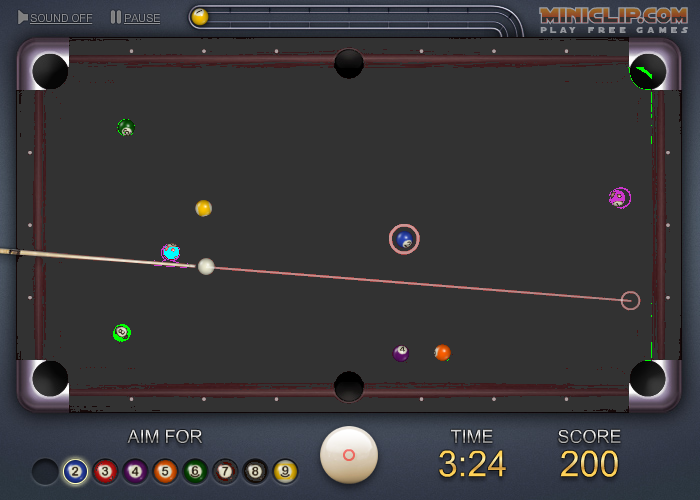 SOUND OFF PAUSE MINICLIP.COM
PLAY FREE GAMES
AIM FOR TIME SCORE
2 3 4 5 6 7 8 9 3:24 200